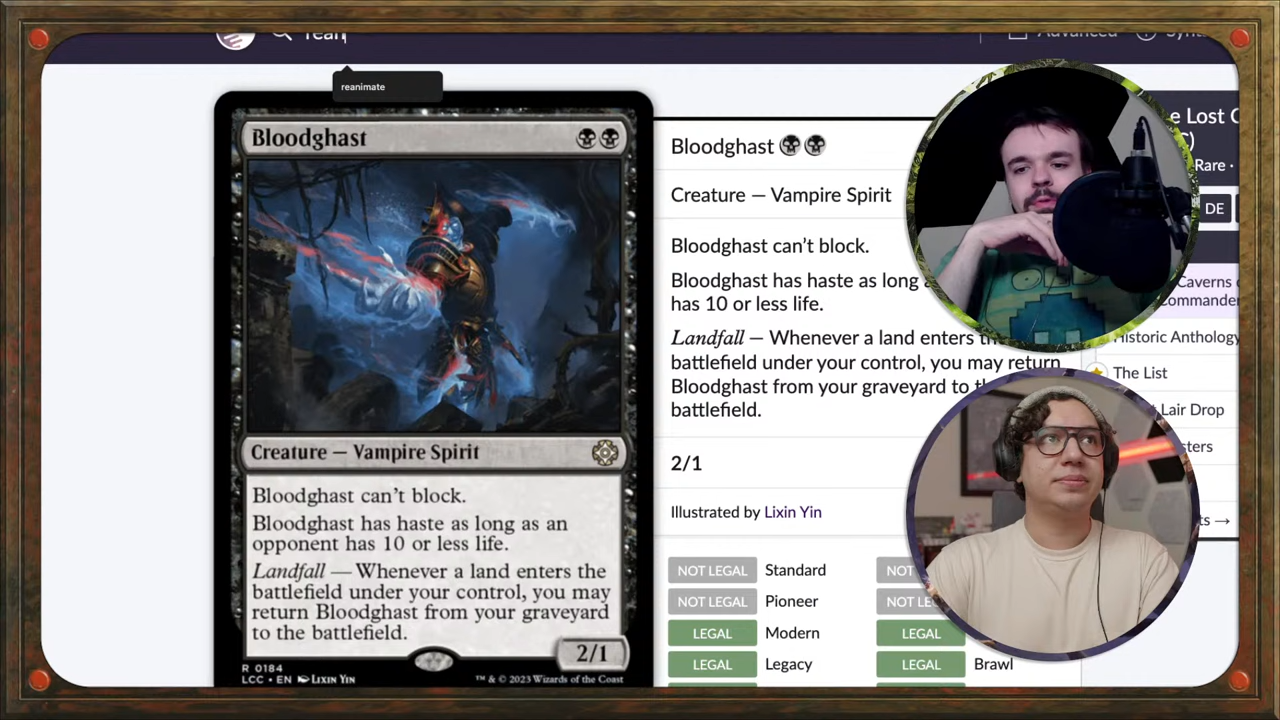 rean
Advanced
reanimate
Bloodghast
Creature — Vampire Spirit
Bloodghast can't block.
Bloodghast has haste as long as an
opponent has 10 or less life.
Landfall — Whenever a land enters the
battlefield under your control, you may
return Bloodghast from your graveyard
to the battlefield.
2/1
R 0184
LCC • EN Lixin Yin
™ & © 2023 Wizards of the Coast
Bloodghast
Creature — Vampire Spirit
Bloodghast can't block.
Bloodghast has haste as long
has 10 or less life.
Landfall — Whenever a land enters
battlefield under your control, you may return
Bloodghast from your graveyard to
battlefield.
2/1
Illustrated by Lixin Yin
NOT LEGAL Standard NOT
NOT LEGAL Pioneer
LEGAL Modern LEGAL
LEGAL Legacy LEGAL Brawl
Lost
Rare ·
DE
Caverns
Commander
Historic Anthology
The List
Lair Drop
OLD